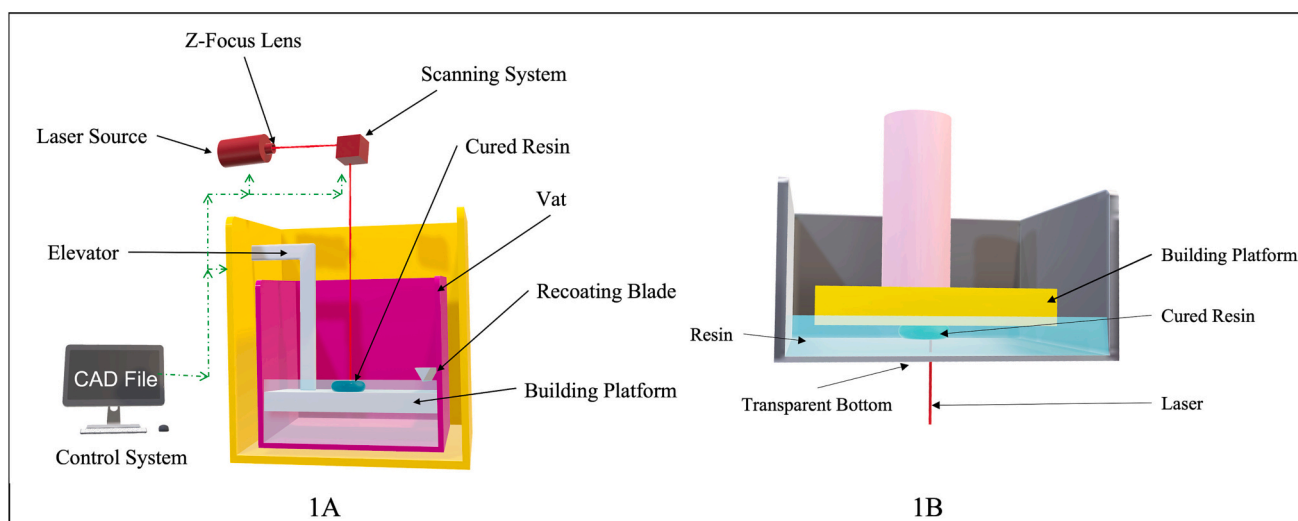 Z-Focus Lens
Scanning System
Laser Source
Cured Resin
Vat
Elevator
Recoating Blade
CAD File
Building Platform
Control System
1A
Building Platform
Resin
Cured Resin
Transparent Bottom
Laser
1B